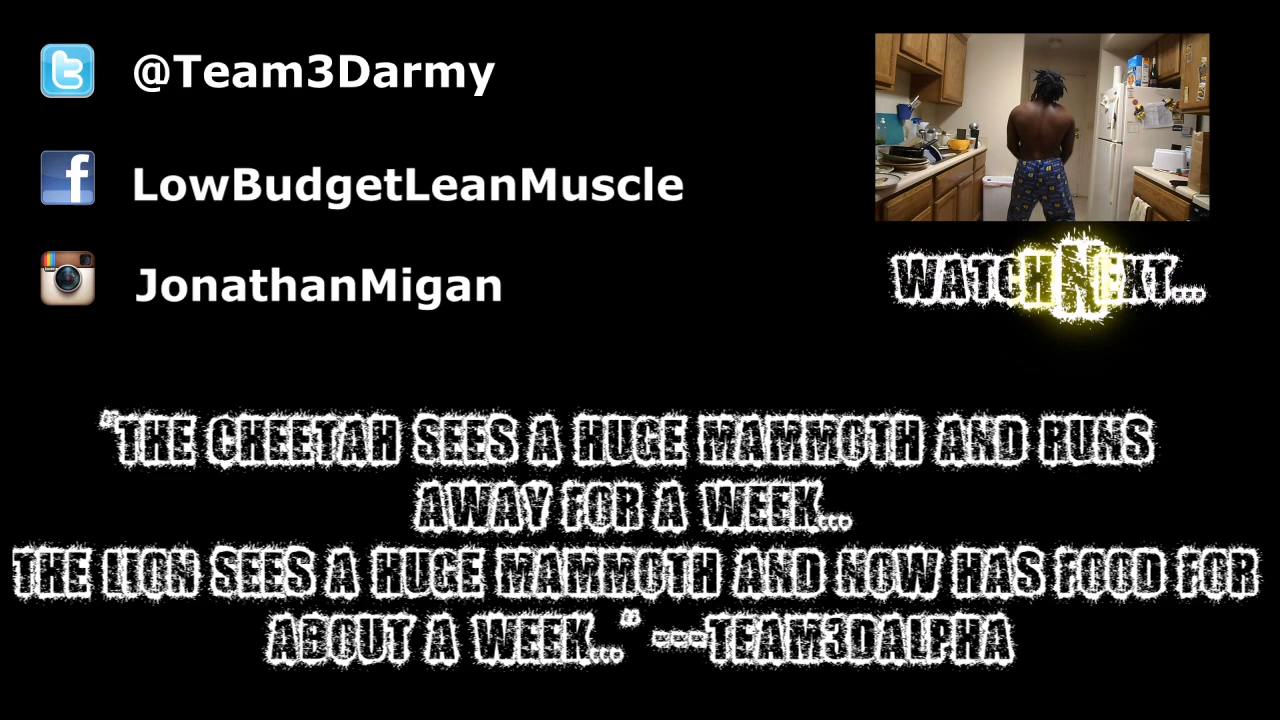 @Team3Darmy
LowBudgetLeanMuscle
JonathanMigan
WATCH NEXT...
"THE CHEETAH SEES A HUGE MAMMOTH AND RUNS
AWAY FOR A WEEK...
THE LION SEES A HUGE MAMMOTH AND NOW HAS FOOD FOR
ABOUT A WEEK..." ---TEAM3DALPHA